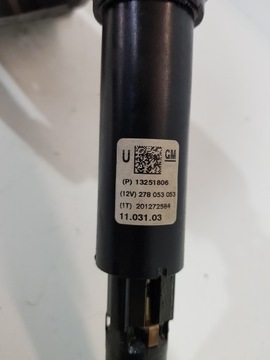 U GM
(P) 13251806
(12V) 278 053 053
(1T) 201272584
11.031.03